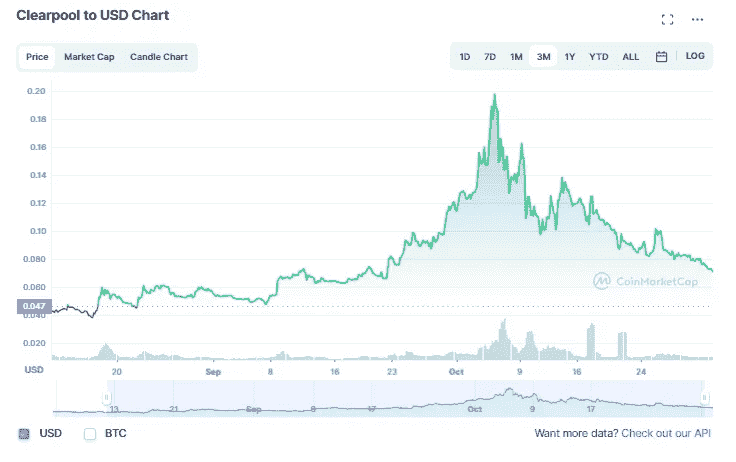 Clearpool to USD Chart
Price Market Cap Candle Chart
1D 7D 1M 3M 1Y YTD ALL LOG
0.20
0.18
0.16
0.14
0.12
0.10
0.080
0.060
0.047
0.040
0.020
CoinMarketCap
USD 20 Sep 8 16 23 Oct 9 16 24
13 21 Sep 9 17 Oct 9 17
USD BTC
Want more data? Check out our API